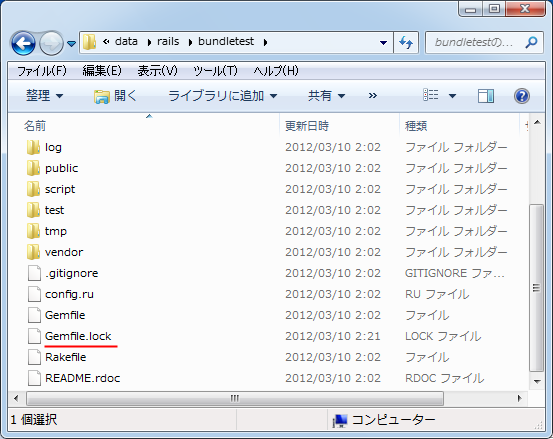 « data ▸ rails ▸ bundletest ▸ bundletestの...
ファイル(F) 編集(E) 表示(V) ツール(T) ヘルプ(H)
整理 開く ライブラリに追加 共有 »
名前 更新日時 種類
log 2012/03/10 2:02 ファイル フォルダー
public 2012/03/10 2:02 ファイル フォルダー
script 2012/03/10 2:02 ファイル フォルダー
test 2012/03/10 2:02 ファイル フォルダー
tmp 2012/03/10 2:02 ファイル フォルダー
vendor 2012/03/10 2:02 ファイル フォルダー
.gitignore 2012/03/10 2:02 GITIGNORE ファ...
config.ru 2012/03/10 2:02 RU ファイル
Gemfile 2012/03/10 2:02 ファイル
Gemfile.lock 2012/03/10 2:21 LOCK ファイル
Rakefile 2012/03/10 2:02 ファイル
README.rdoc 2012/03/10 2:02 RDOC ファイル
1 個選択 コンピューター